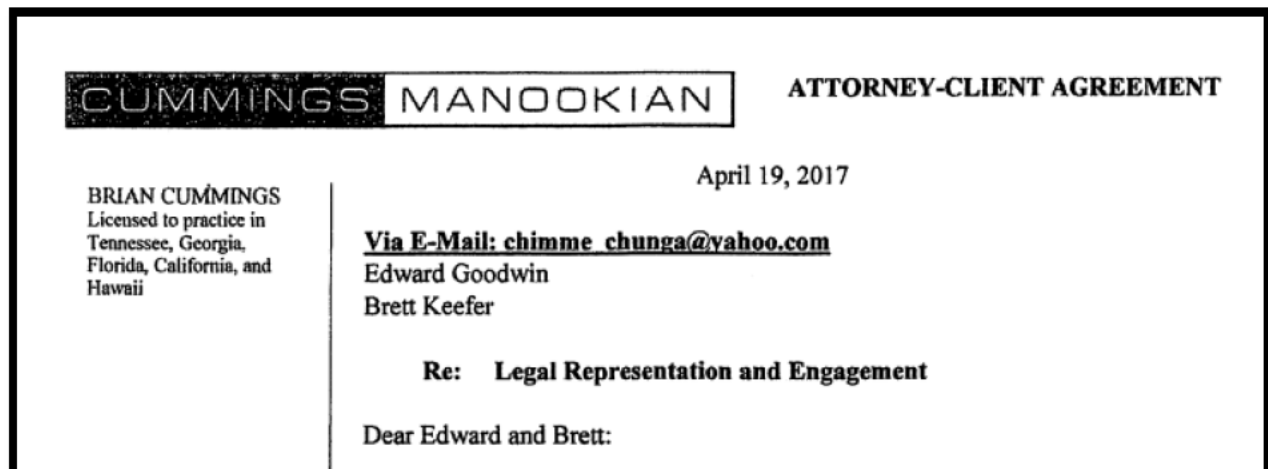 CUMMINGS MANOOKIAN
ATTORNEY-CLIENT AGREEMENT
April 19, 2017
BRIAN CUMMINGS
Licensed to practice in
Tennessee, Georgia,
Florida, California, and
Hawaii
Via E-Mail: chimme_chunga@yahoo.com
Edward Goodwin
Brett Keefer
Re: Legal Representation and Engagement
Dear Edward and Brett: